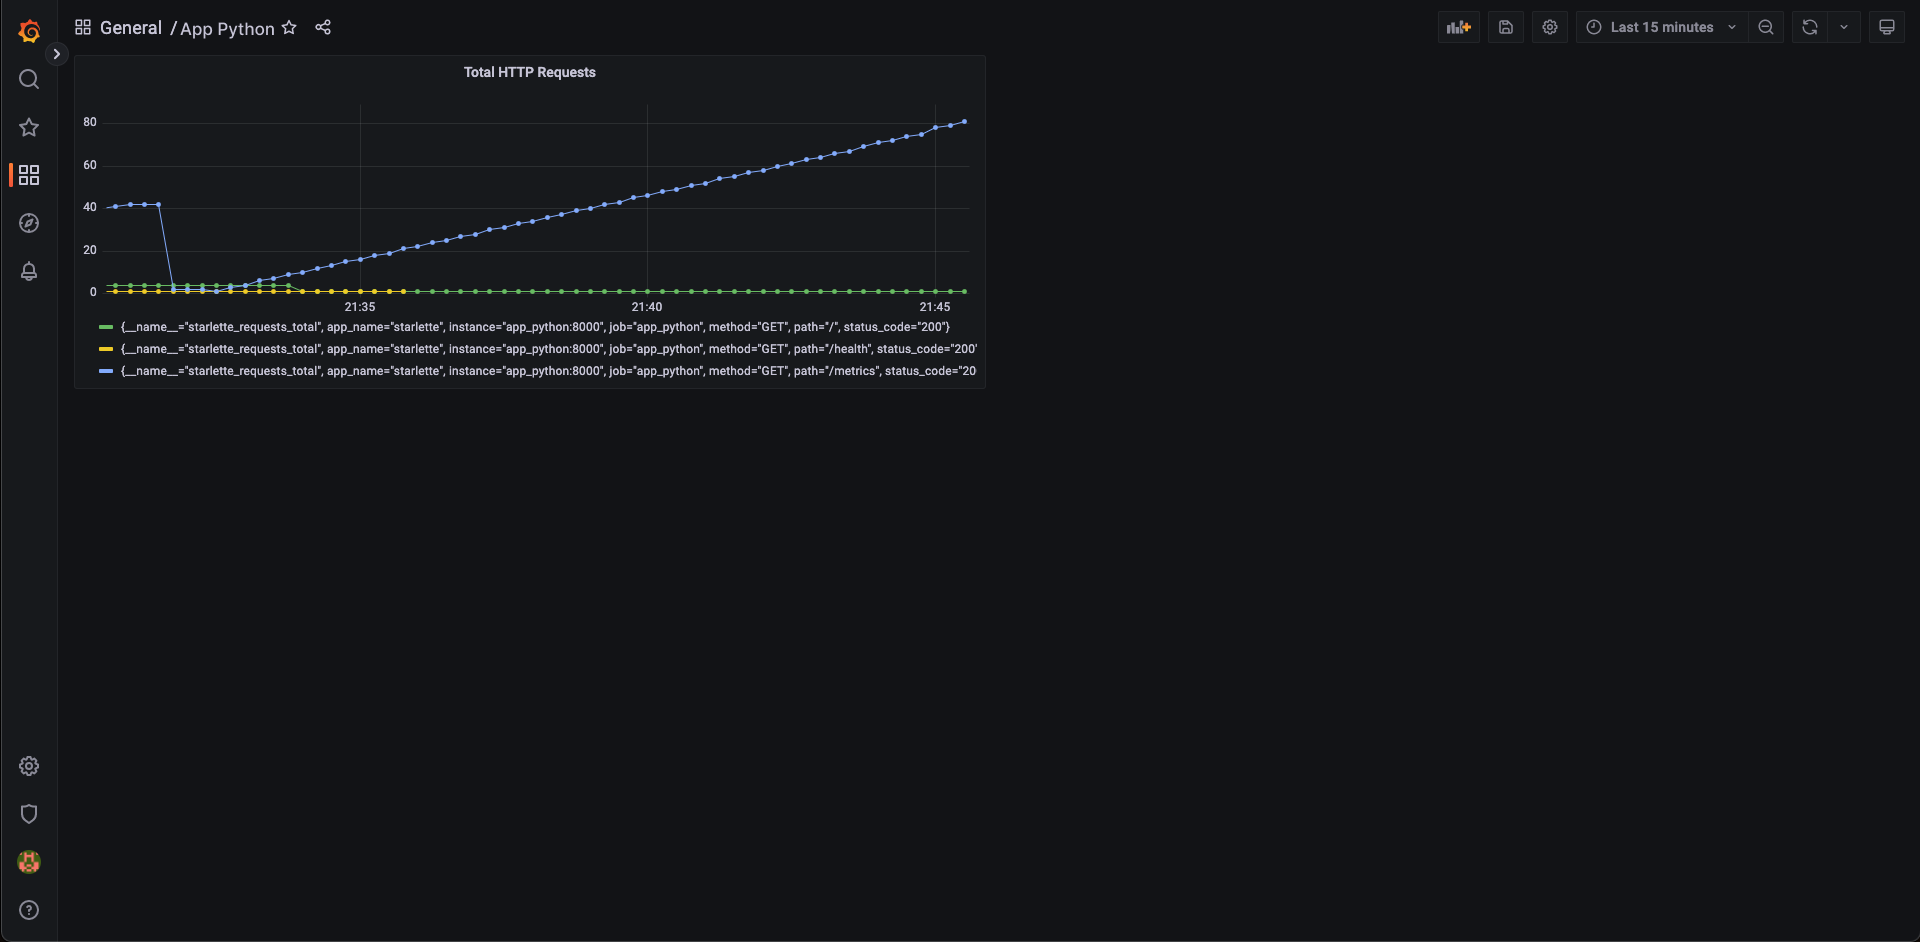 General / App Python
Last 15 minutes
Total HTTP Requests
80
60
40
20
0
21:35 21:40 21:45
{__name__="starlette_requests_total", app_name="starlette", instance="app_python:8000", job="app_python", method="GET", path="/", status_code="200"}
{__name__="starlette_requests_total", app_name="starlette", instance="app_python:8000", job="app_python", method="GET", path="/health", status_code="200"
{__name__="starlette_requests_total", app_name="starlette", instance="app_python:8000", job="app_python", method="GET", path="/metrics", status_code="20